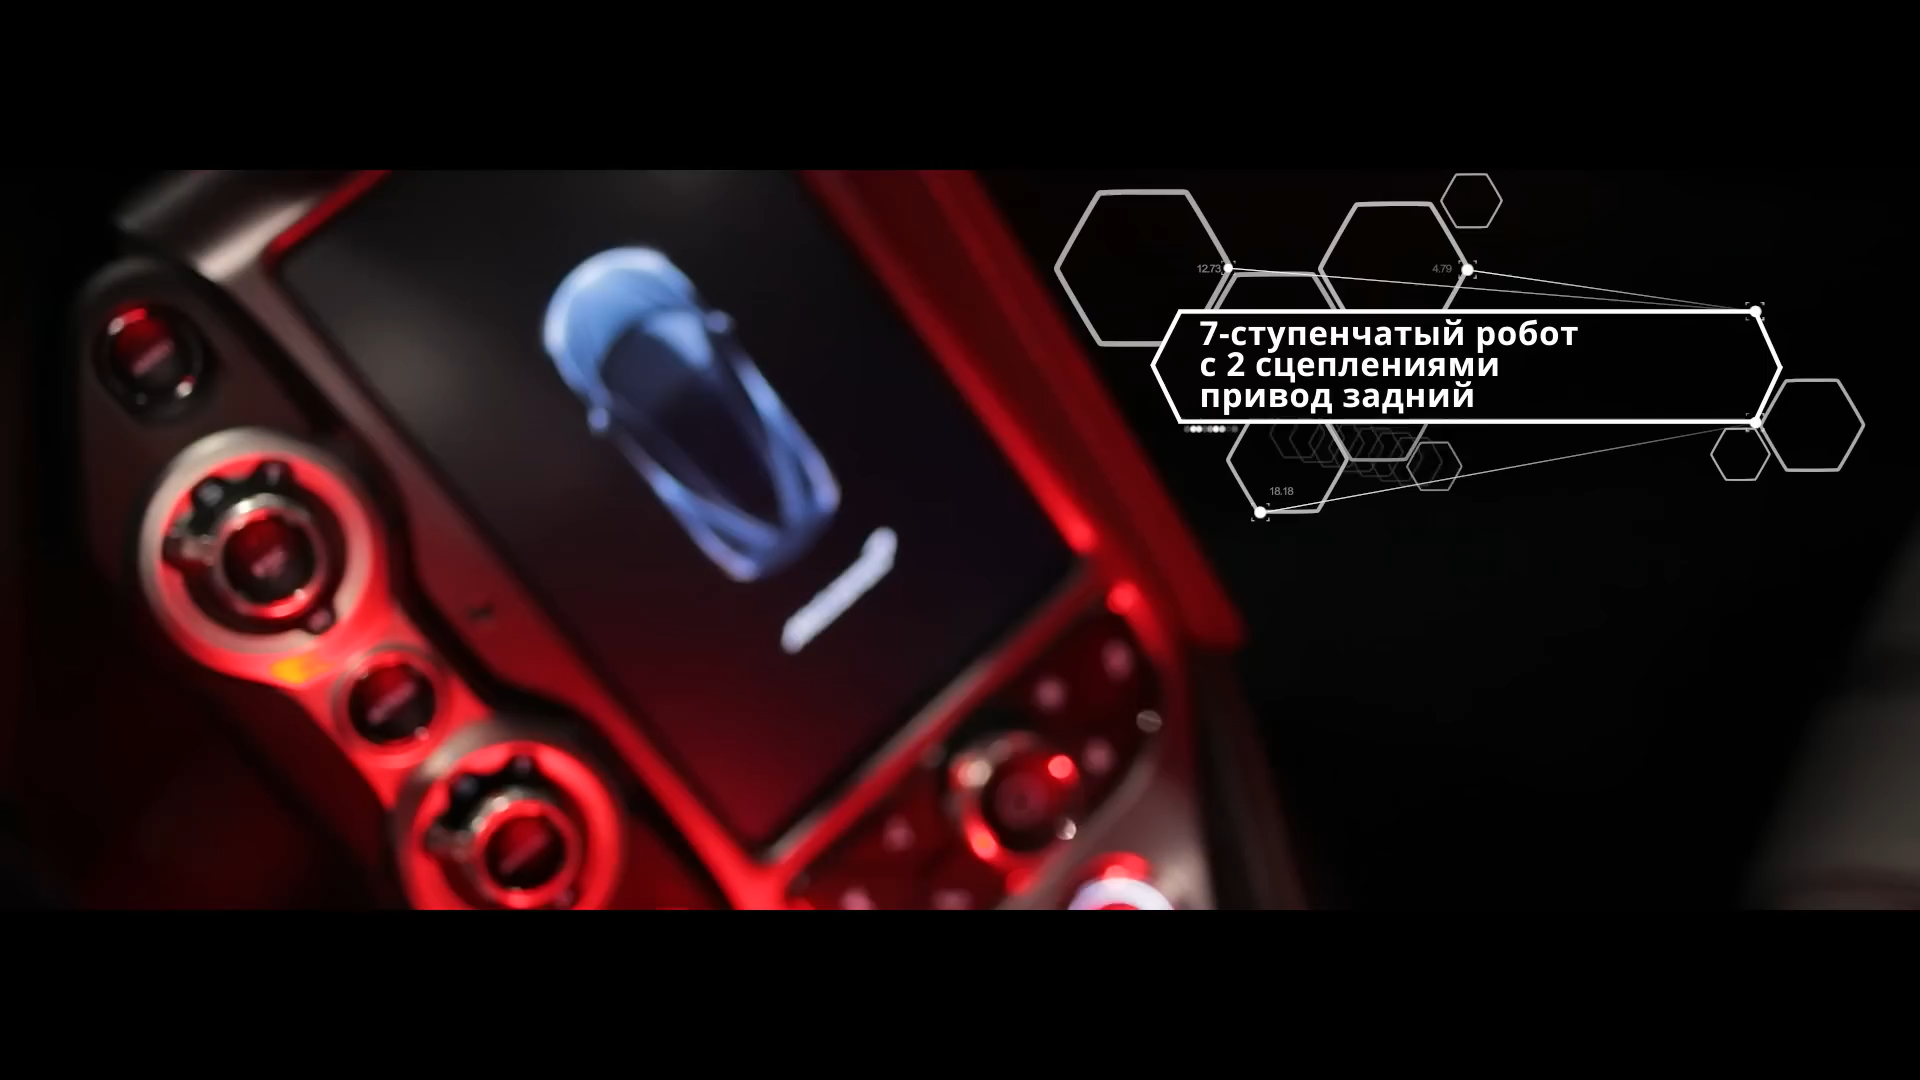 12.73
4.79
7-ступенчатый робот
с 2 сцеплениями
привод задний
18.18